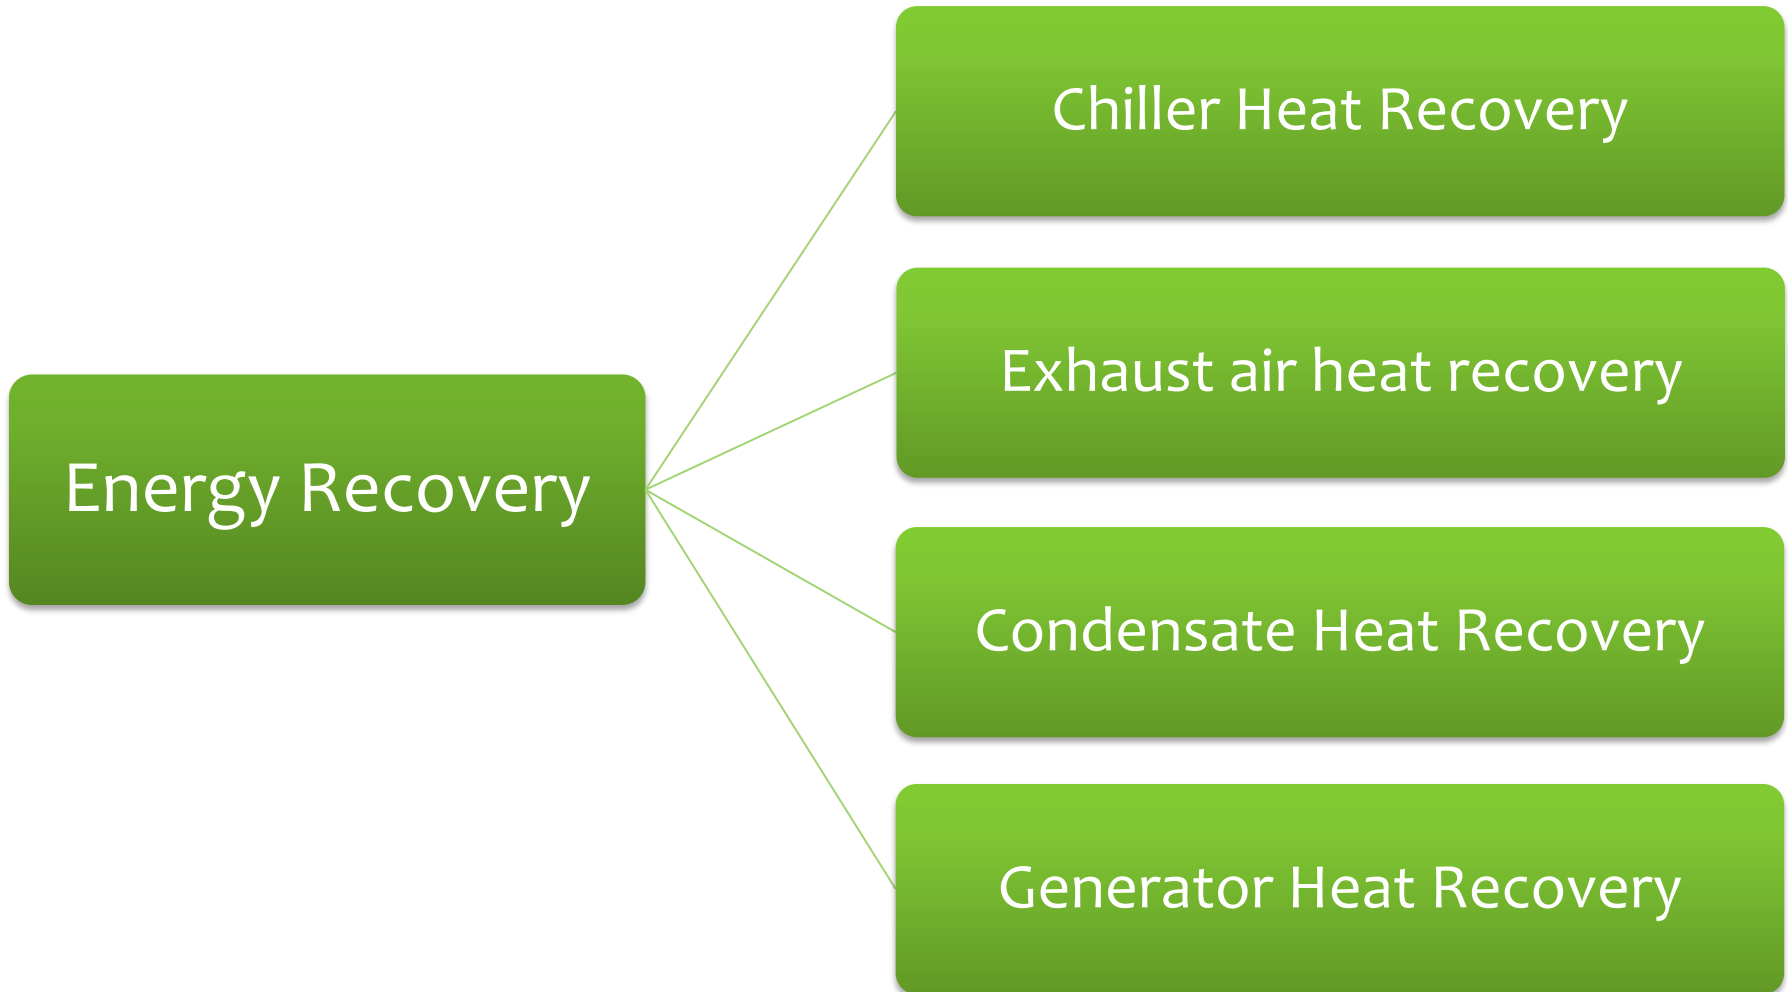 Energy Recovery
Chiller Heat Recovery
Exhaust air heat recovery
Condensate Heat Recovery
Generator Heat Recovery